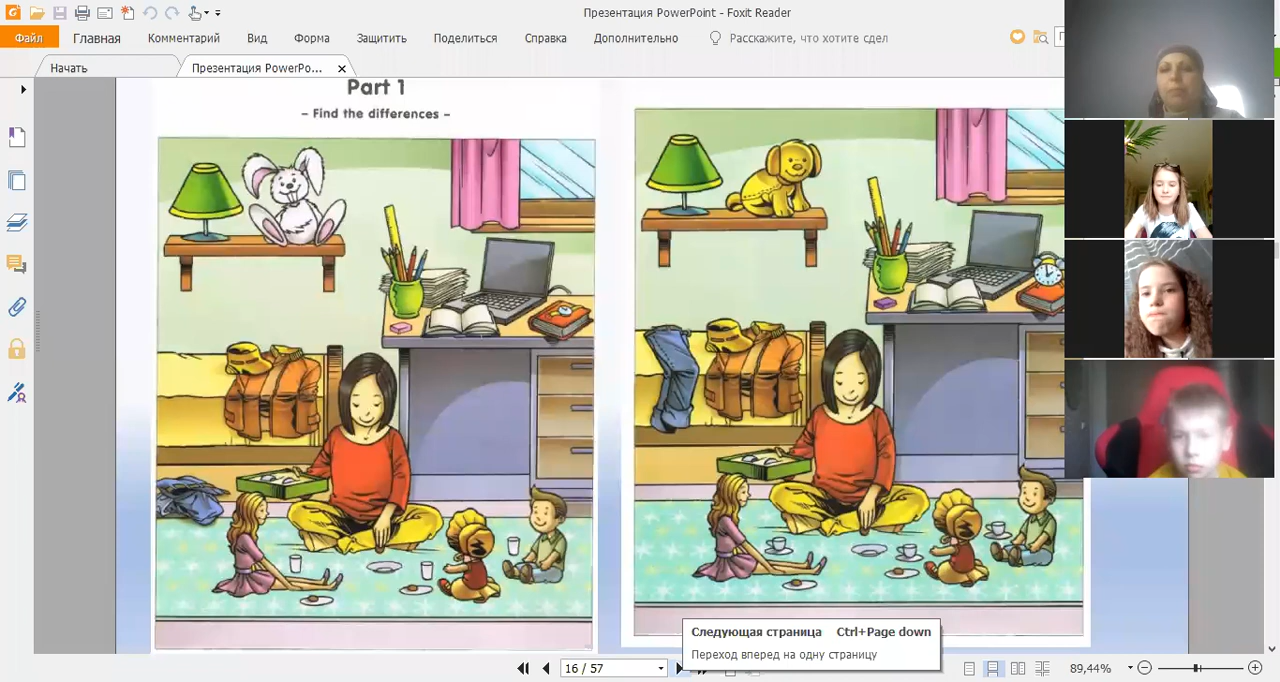 Презентация PowerPoint - Foxit Reader
Файл
Главная
Комментарий
Вид
Форма
Защитить
Поделиться
Справка
Дополнительно
Расскажите, что хотите сделать
Начать
Презентация PowerPo...
Part 1
– Find the differences –
Следующая страница Ctrl+Page down
Переход вперед на одну страницу
16 / 57
89,44%